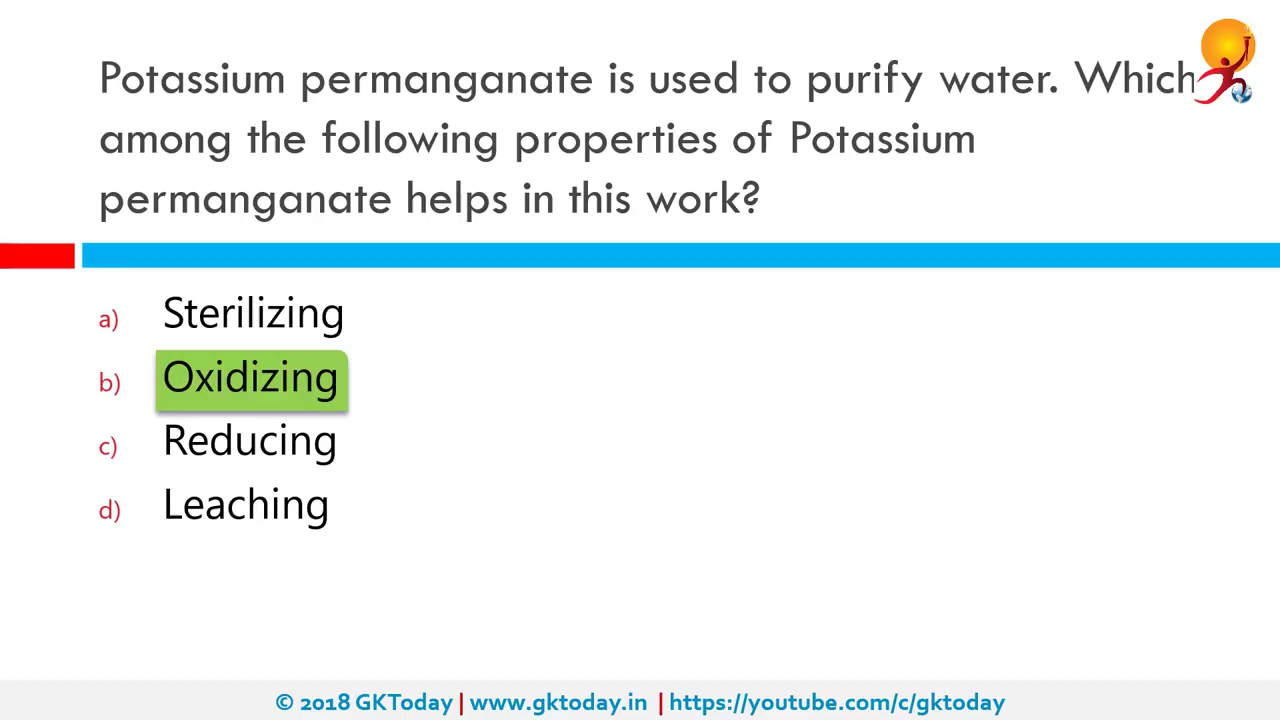 Potassium permanganate is used to purify water. Which
among the following properties of Potassium
permanganate helps in this work?
a) Sterilizing
b) Oxidizing
c) Reducing
d) Leaching
© 2018 GKToday | www.gktoday.in | https://youtube.com/c/gktoday